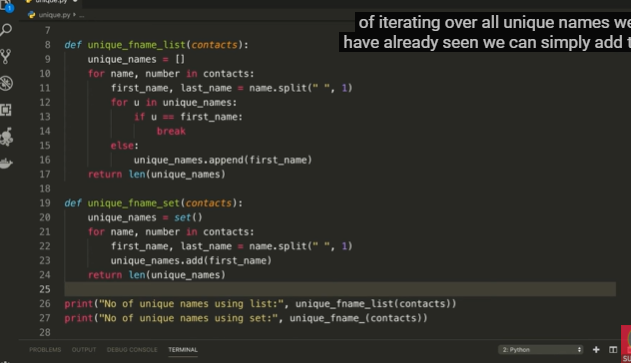 unique.py
unique.py > ...
of iterating over all unique names we
have already seen we can simply add t
7
8 def unique_fname_list(contacts):
9 unique_names = []
10 for name, number in contacts:
11 first_name, last_name = name.split(" ", 1)
12 for u in unique_names:
13 if u == first_name:
14 break
15 else:
16 unique_names.append(first_name)
17 return len(unique_names)
18
19 def unique_fname_set(contacts):
20 unique_names = set()
21 for name, number in contacts:
22 first_name, last_name = name.split(" ", 1)
23 unique_names.add(first_name)
24 return len(unique_names)
25
26 print("No of unique names using list:", unique_fname_list(contacts))
27 print("No of unique names using set:", unique_fname_(contacts))
28
PROBLEMS OUTPUT DEBUG CONSOLE TERMINAL 2: Python
SU